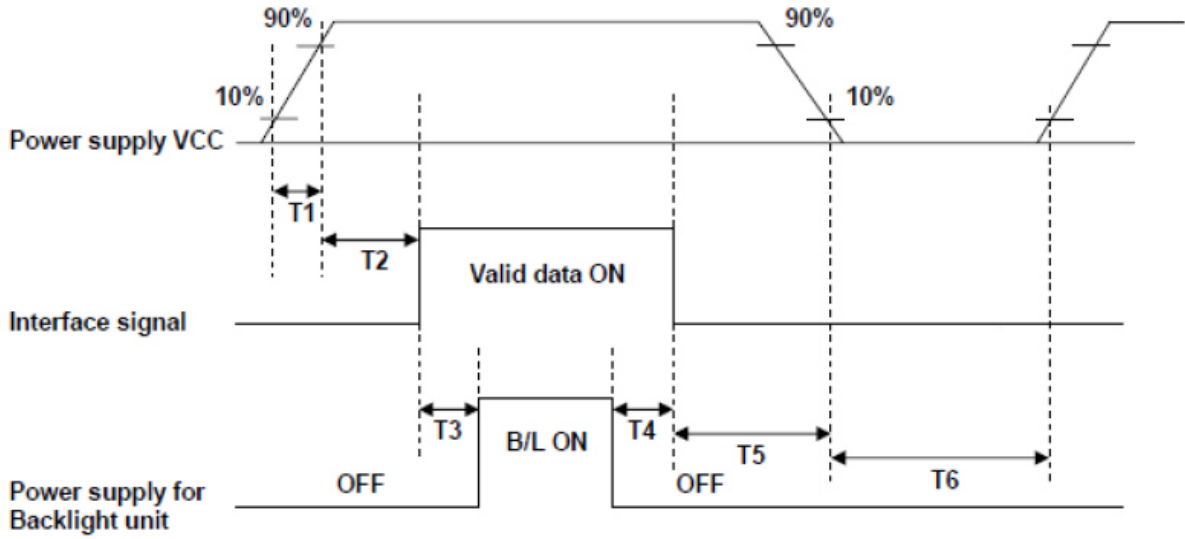 90%
90%
10%
10%
Power supply VCC
T1
T2
Valid data ON
Interface signal
T3
B/L ON
T4
T5
T6
OFF
OFF
Power supply for
Backlight unit